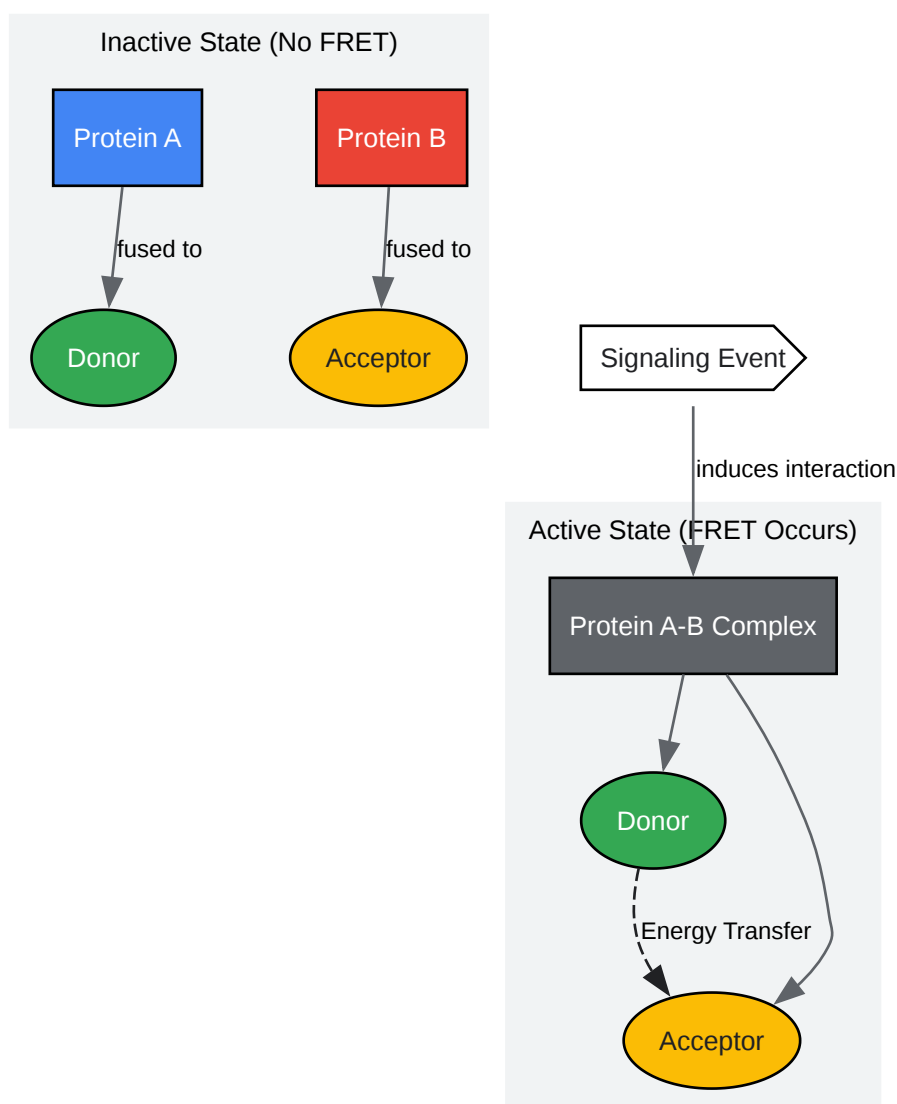 Inactive State (No FRET)
Protein A
Protein B
fused to
fused to
Donor
Acceptor
Signaling Event
induces interaction
Active State (FRET Occurs)
Protein A-B Complex
Donor
Energy Transfer
Acceptor